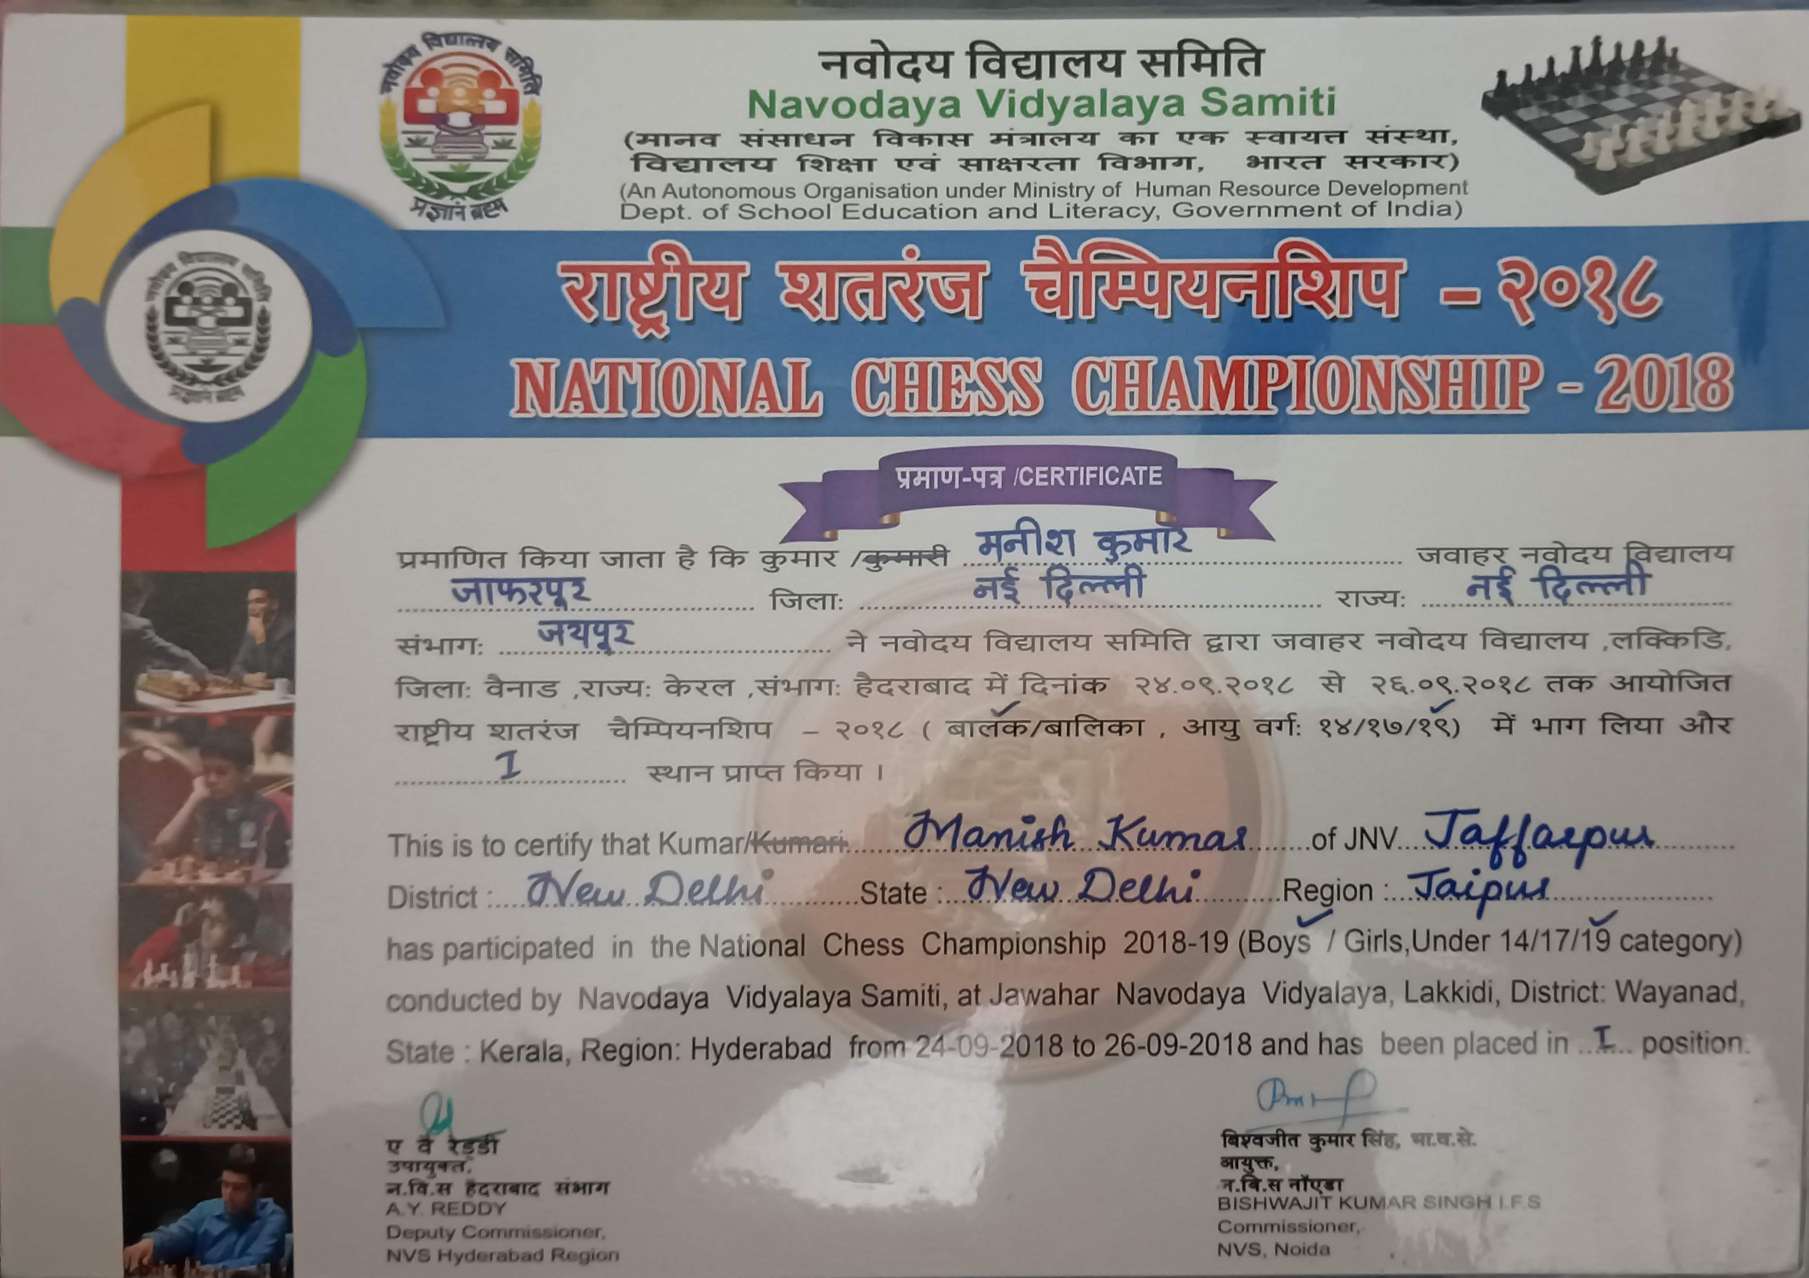 नवोदय विद्यालय समिति
प्रज्ञानं ब्रह्म
नवोदय विद्यालय समिति
Navodaya Vidyalaya Samiti
(मानव संसाधन विकास मंत्रालय का एक स्वायत्त संस्था,
विद्यालय शिक्षा एवं साक्षरता विभाग, भारत सरकार)
(An Autonomous Organisation under Ministry of Human Resource Development
Dept. of School Education and Literacy, Government of India)
नवोदय विद्यालय समिति
प्रज्ञानं ब्रह्म
राष्ट्रीय शतरंज चैम्पियनशिप - २०१८
NATIONAL CHESS CHAMPIONSHIP - 2018
प्रमाण-पत्र /CERTIFICATE
प्रमाणित किया जाता है कि कुमार /कुमारी मनीश कुमार जवाहर नवोदय विद्यालय
जाफरपूर जिला: नई दिल्ली राज्य: नई दिल्ली
संभाग: जयपूर ने नवोदय विद्यालय समिति द्वारा जवाहर नवोदय विद्यालय ,लक्किडि,
जिला: वैनाड ,राज्य: केरल ,संभाग: हैदराबाद में दिनांक २४.०९.२०१८ से २६.०९.२०१८ तक आयोजित
राष्ट्रीय शतरंज चैम्पियनशिप – २०१८ ( बालक/बालिका , आयु वर्ग: १४/१७/१९) में भाग लिया और
I स्थान प्राप्त किया ।
This is to certify that Kumar/Kumari Manish Kumar of JNV Jaffarpur
District : New Delhi State : New Delhi Region : Jaipur
has participated in the National Chess Championship 2018-19 (Boys / Girls,Under 14/17/19 category)
conducted by Navodaya Vidyalaya Samiti, at Jawahar Navodaya Vidyalaya, Lakkidi, District: Wayanad,
State : Kerala, Region: Hyderabad from 24-09-2018 to 26-09-2018 and has been placed in I position.
ए वै रेड्डी
उपायुक्त,
न.वि.स हैदराबाद संभाग
A.Y. REDDY
Deputy Commissioner,
NVS Hyderabad Region
बिश्वजीत कुमार सिंह, भा.व.से.
आयुक्त,
न.वि.स नॉएडा
BISHWAJIT KUMAR SINGH I.F.S
Commissioner,
NVS, Noida